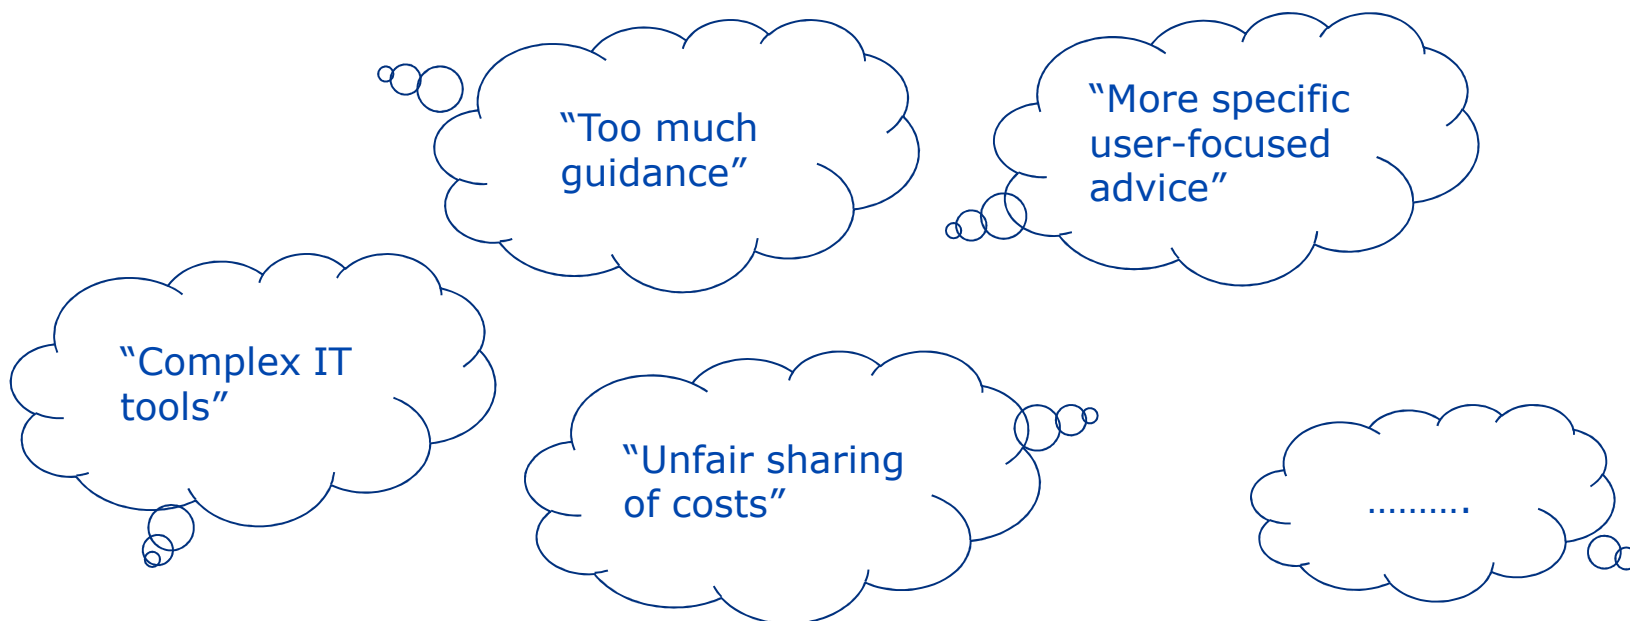 “Too much
guidance”
“More specific
user-focused
advice”
“Complex IT
tools”
“Unfair sharing
of costs”
……….